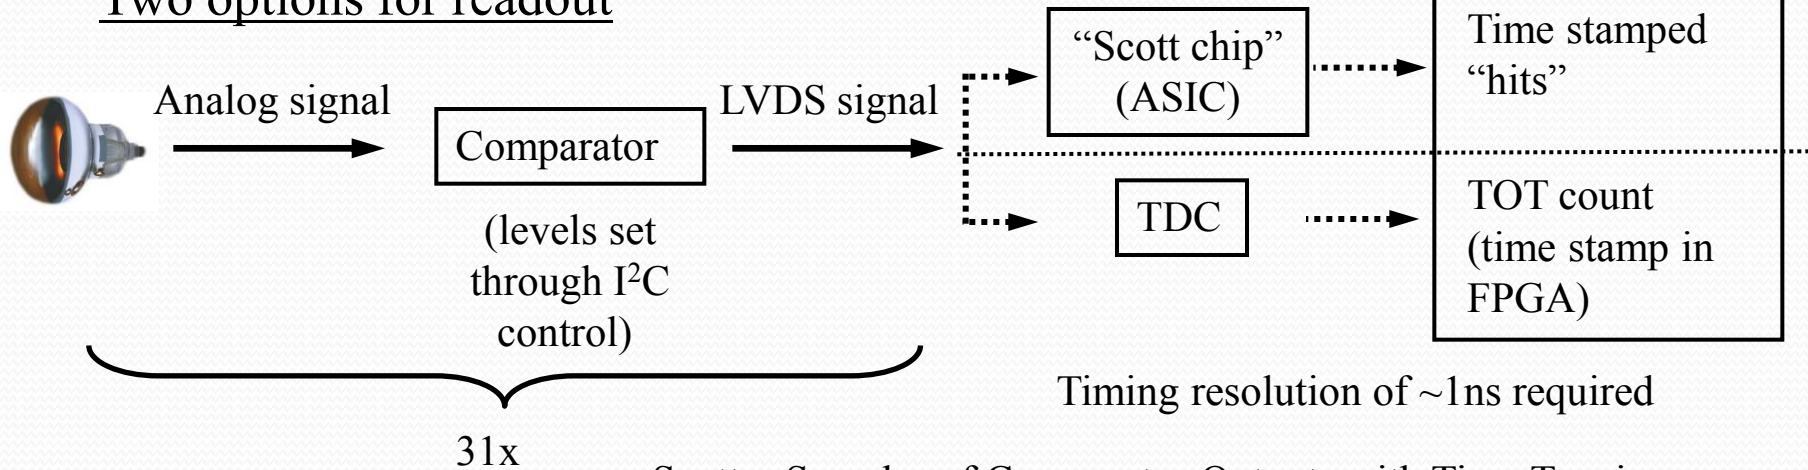 Two options for readout
Analog signal
Comparator
(levels set
through I²C
control)
LVDS signal
31x
"Scott chip"
(ASIC)
TDC
Time stamped
"hits"
TOT count
(time stamp in
FPGA)
Timing resolution of ~1ns required